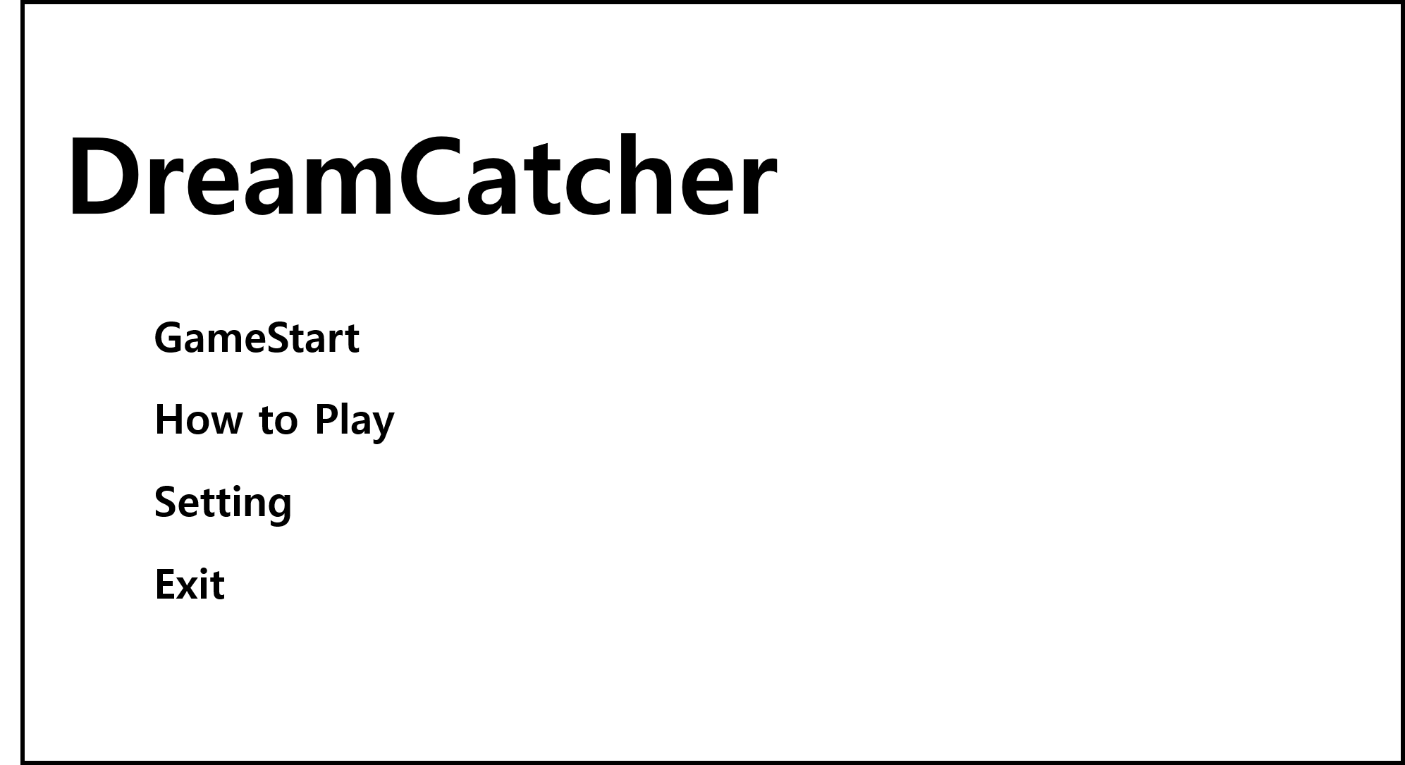 DreamCatcher
GameStart
How to Play
Setting
Exit